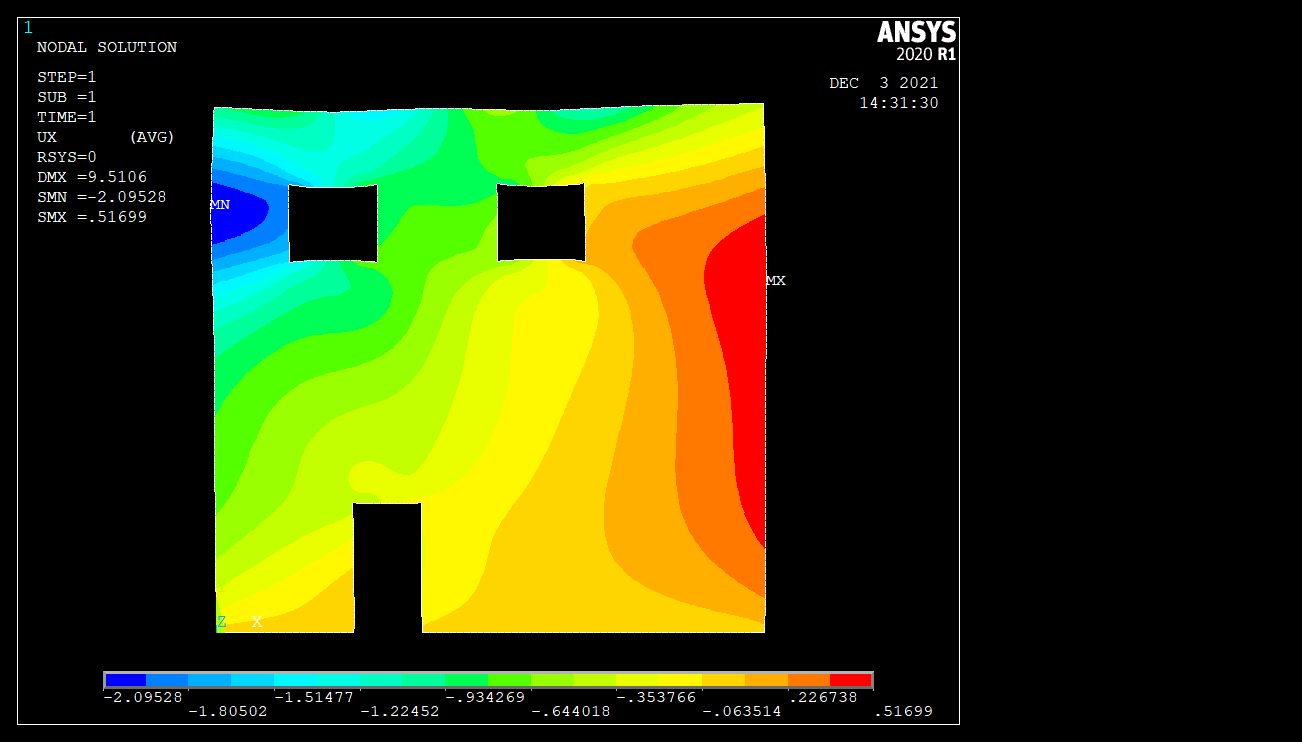 1
ANSYS
2020 R1
NODAL SOLUTION
STEP=1
SUB =1
TIME=1
UX (AVG)
RSYS=0
DMX =9.5106
SMN =-2.09528
SMX =.51699
DEC 3 2021
14:31:30
MN
MX
Z X
-2.09528 -1.51477 -.934269 -.353766 .226738
-1.80502 -1.22452 -.644018 -.063514 .51699